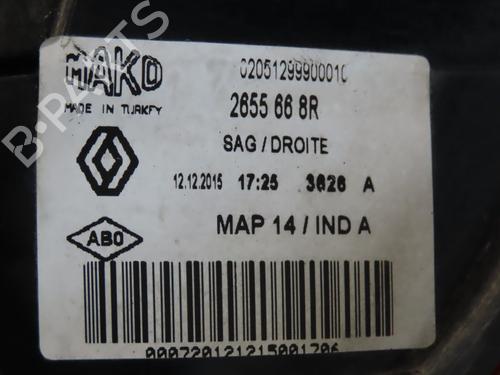 MAKO
MADE IN TURKEY
02051299900010
2655 66 8R
SAG / DROITE
12.12.2015 17:25 3626 A
ABO
MAP 14 / IND A
000720121215001706
B-PARTS